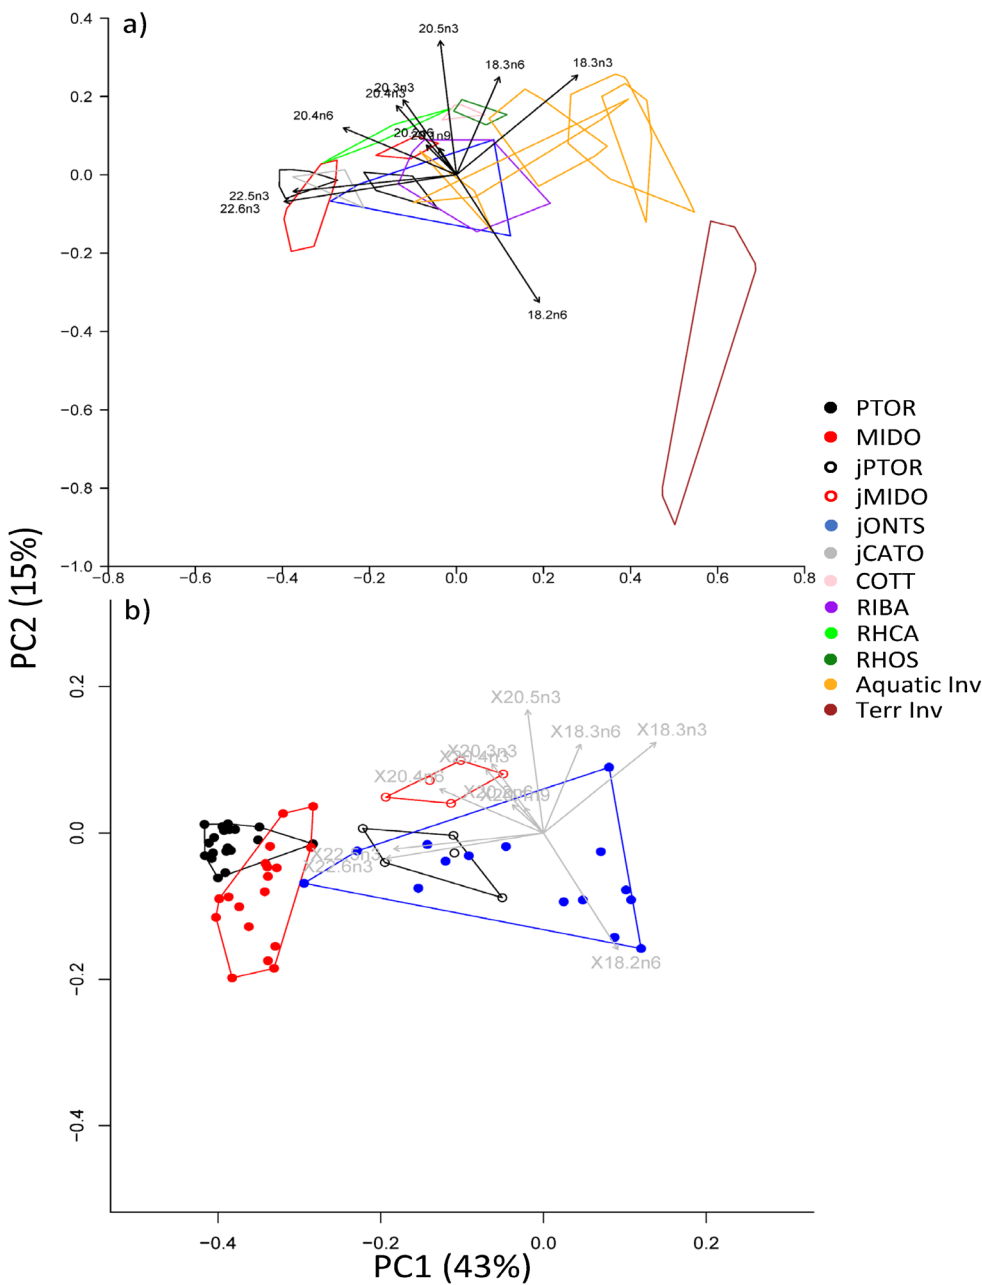 a)
0.4
0.2
0.0
−0.2
−0.4
−0.6
−0.8
−1.0
20.5n3
18.3n6
18.3n3
20.3n3
20.4n3
20.4n6
22.5n3
22.6n3
18.2n6
−0.8
−0.6
−0.4
−0.2
0.0
0.2
0.4
0.6
0.8
PC2 (15%)
PTOR
MIDO
jPTOR
jMIDO
jONTS
jCATO
COTT
RIBA
RHCA
RHOS
Aquatic Inv
Terr Inv
b)
0.2
0.0
−0.2
−0.4
X20.5n3
X18.3n6
X18.3n3
X20.3n3
X20.4n3
X20.4n6
X22.5n3
X22.6n3
X18.2n6
−0.4
−0.2
0.0
0.2
PC1 (43%)